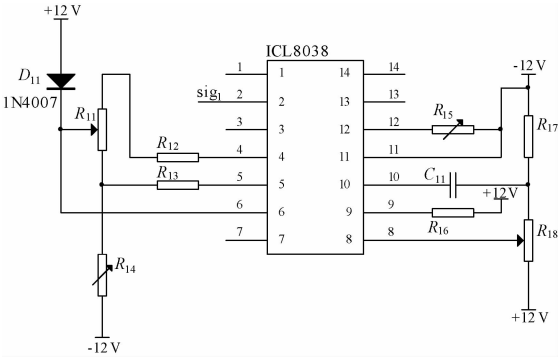 +12 V
D11
1N4007
R11
R12
R13
R14
-12 V
sig1
ICL8038
1 1 14 14
2 2 13 13
3 3 12 12
4 4 11 11
5 5 10 10
6 6 9 9
7 7 8 8
R15
C11
+12 V
R16
-12 V
R17
R18
+12 V